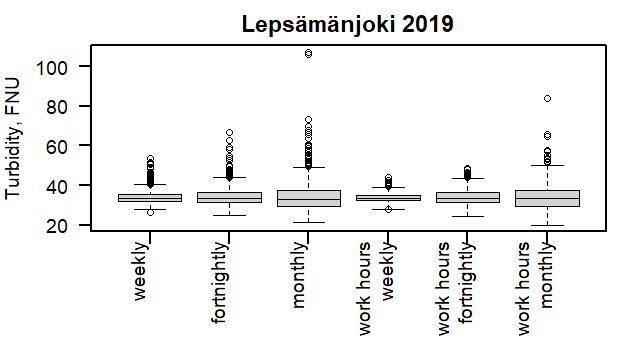 Lepsämänjoki 2019
Turbidity, FNU
100
80
60
40
20
weekly
fortnightly
monthly
work hours
weekly
work hours
fortnightly
work hours
monthly